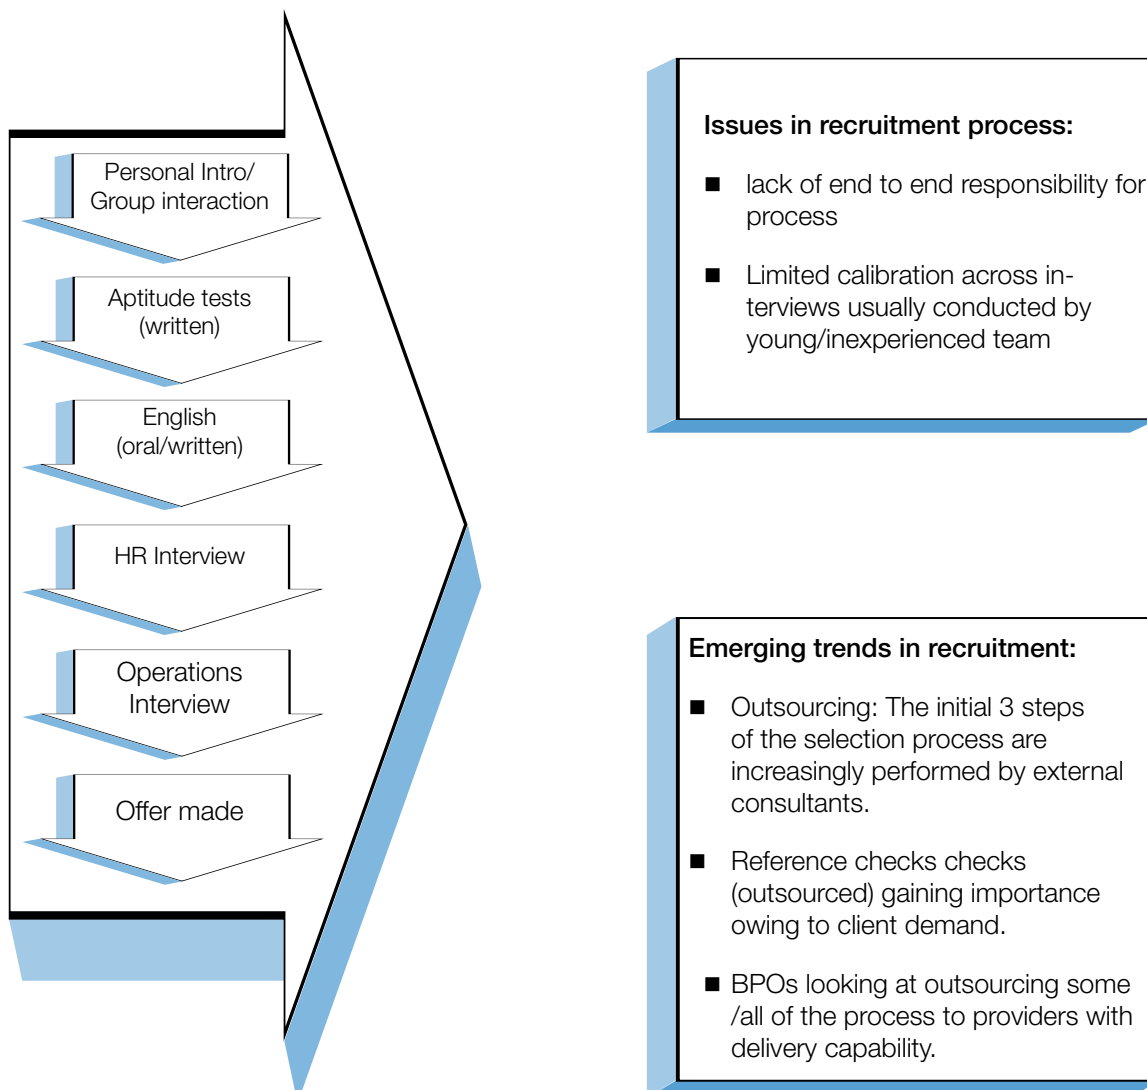 Personal Intro/
Group interaction
Aptitude tests
(written)
English
(oral/written)
HR Interview
Operations
Interview
Offer made
Issues in recruitment process:
■ lack of end to end responsibility for
process
■ Limited calibration across in-
terviews usually conducted by
young/inexperienced team
Emerging trends in recruitment:
■ Outsourcing: The initial 3 steps
of the selection process are
increasingly performed by external
consultants.
■ Reference checks checks
(outsourced) gaining importance
owing to client demand.
■ BPOs looking at outsourcing some
/all of the process to providers with
delivery capability.